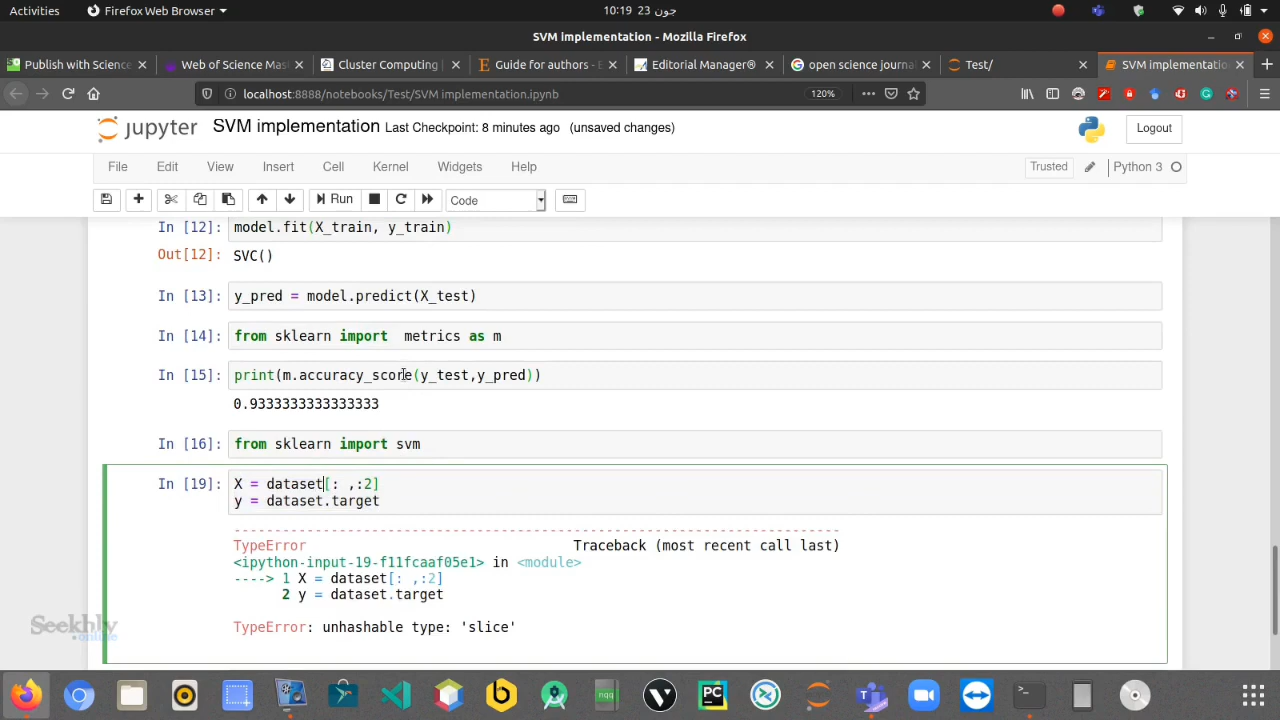 Activities
Firefox Web Browser
10:19 23 جون
SVM implementation - Mozilla Firefox
Publish with Science
Web of Science Mas
Cluster Computing |
Guide for authors - E
Editorial Manager®
open science journal
Test/
SVM implementatio
localhost:8888/notebooks/Test/SVM implementation.ipynb
120%
jupyter
SVM implementation Last Checkpoint: 8 minutes ago (unsaved changes)
Logout
File Edit View Insert Cell Kernel Widgets Help
Trusted
Python 3
Run
Code
In [12]: model.fit(X_train, y_train)
Out[12]: SVC()
In [13]: y_pred = model.predict(X_test)
In [14]: from sklearn import  metrics as m
In [15]: print(m.accuracy_score(y_test,y_pred))
0.9333333333333333
In [16]: from sklearn import svm
In [19]: X = dataset[: ,:2]
y = dataset.target
---------------------------------------------------------------------------
TypeError Traceback (most recent call last)
<ipython-input-19-f11fcaaf05e1> in <module>
----> 1 X = dataset[: ,:2]
2 y = dataset.target
TypeError: unhashable type: 'slice'
Seekhly
.online
nqq
PC